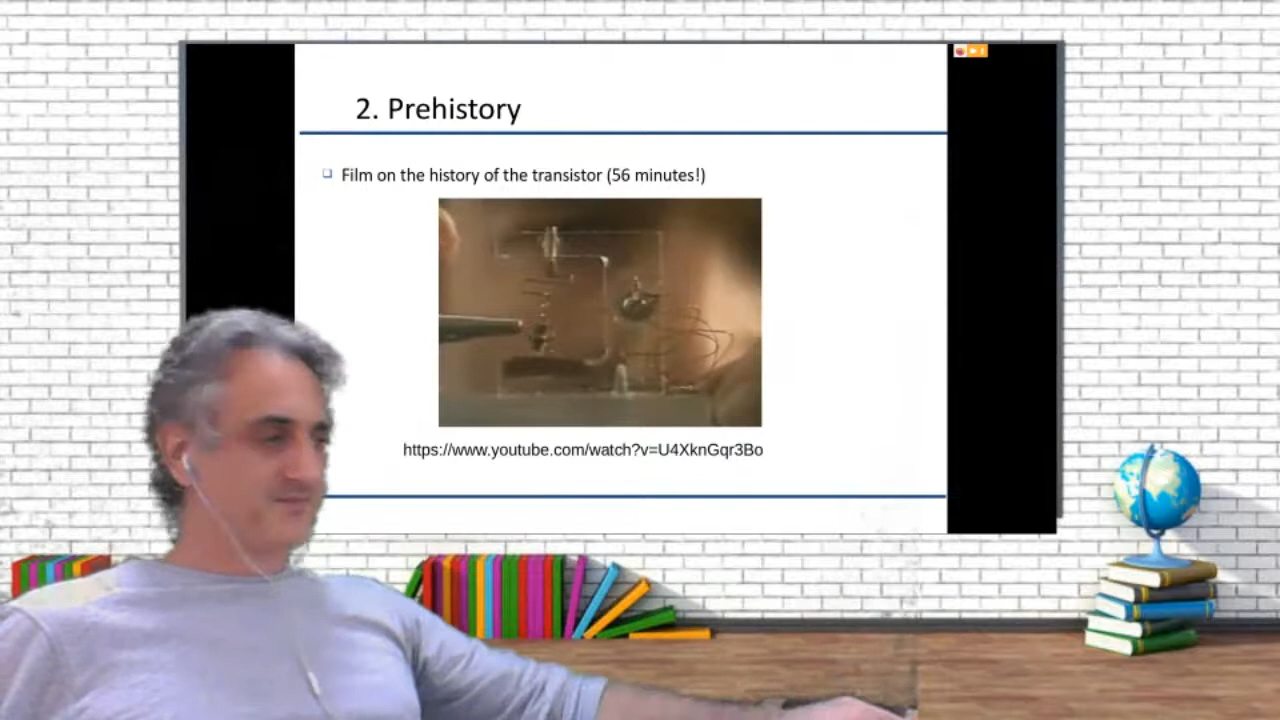 2. Prehistory
Film on the history of the transistor (56 minutes!)
https://www.youtube.com/watch?v=U4XknGqr3Bo